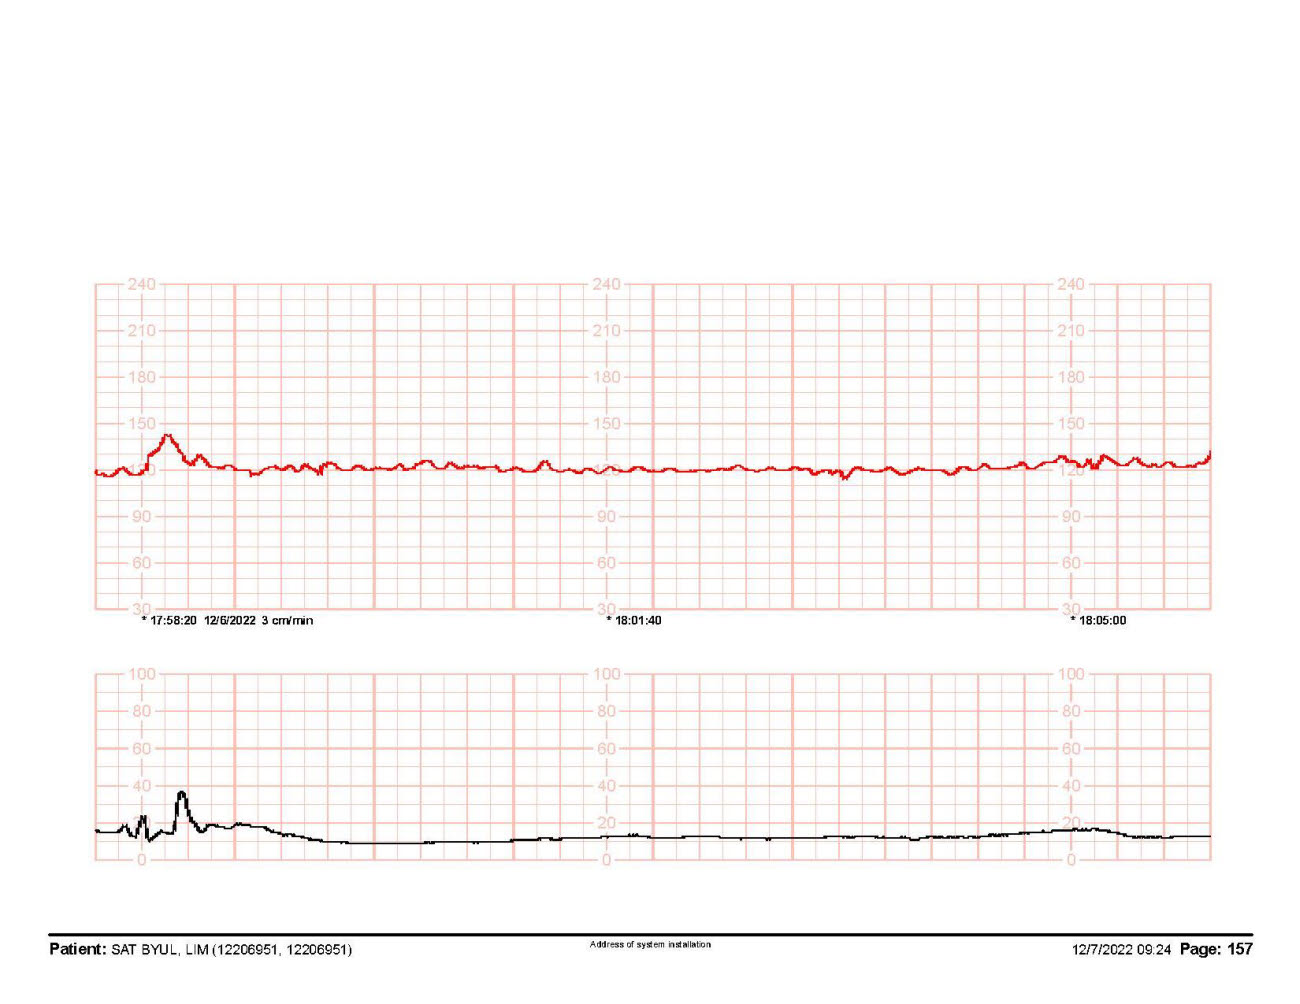 240 240 240
210 210 210
180 180 180
150 150 150
120 120 120
90 90 90
60 60 60
30 30 30
* 17:58:20 12/6/2022 3 cm/min * 18:01:40 * 18:05:00
100 100 100
80 80 80
60 60 60
40 40 40
20 20 20
0 0 0
Patient: SAT BYUL, LIM (12206951, 12206951) Address of system installation 12/7/2022 09:24 Page: 157